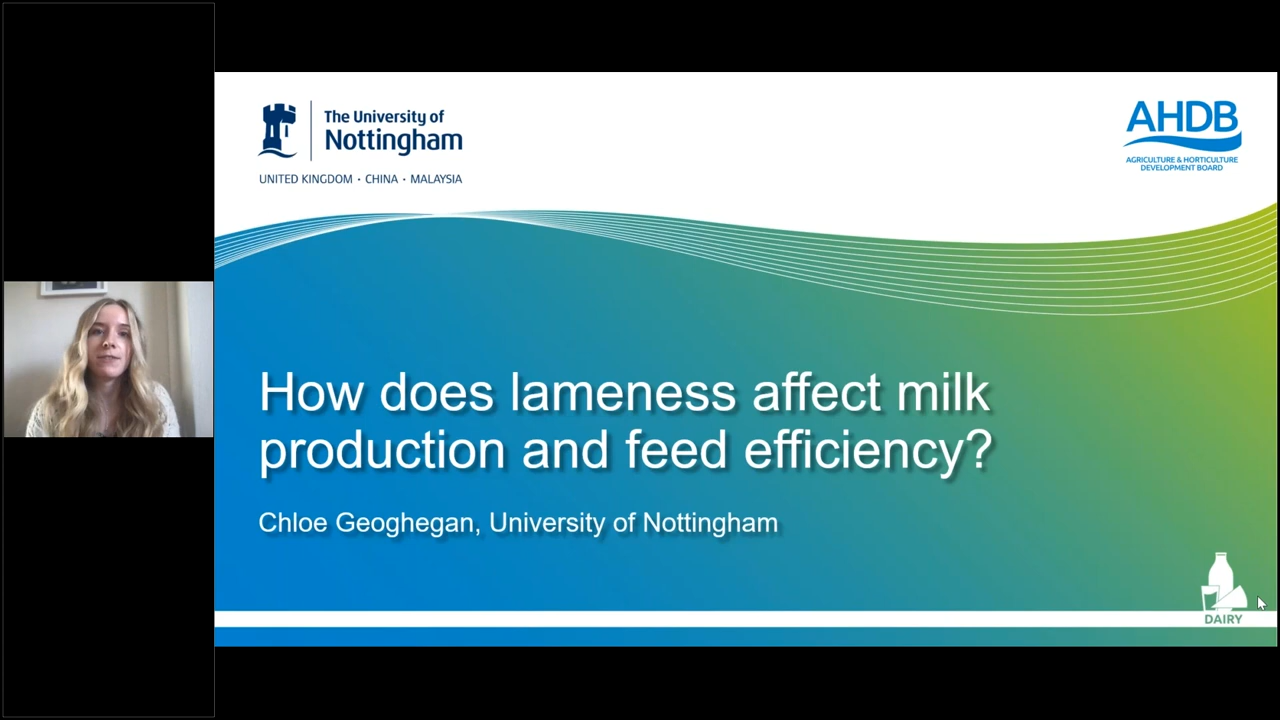 The University of
Nottingham
UNITED KINGDOM · CHINA · MALAYSIA
AHDB
AGRICULTURE & HORTICULTURE
DEVELOPMENT BOARD
How does lameness affect milk
production and feed efficiency?
Chloe Geoghegan, University of Nottingham
DAIRY